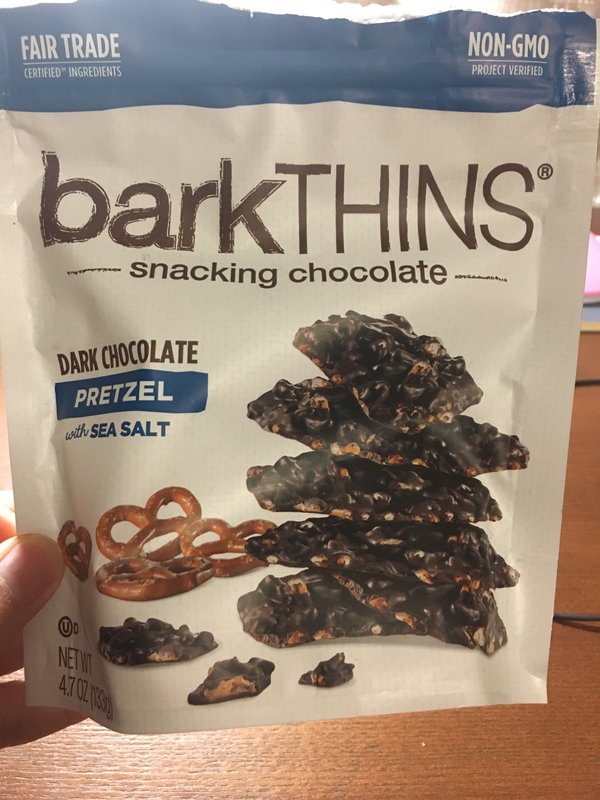 FAIR TRADE
CERTIFIED™ INGREDIENTS
NON-GMO
PROJECT VERIFIED
barkTHINS®
snacking chocolate
DARK CHOCOLATE
PRETZEL
with SEA SALT
U D
NET WT
4.7 OZ (133g)